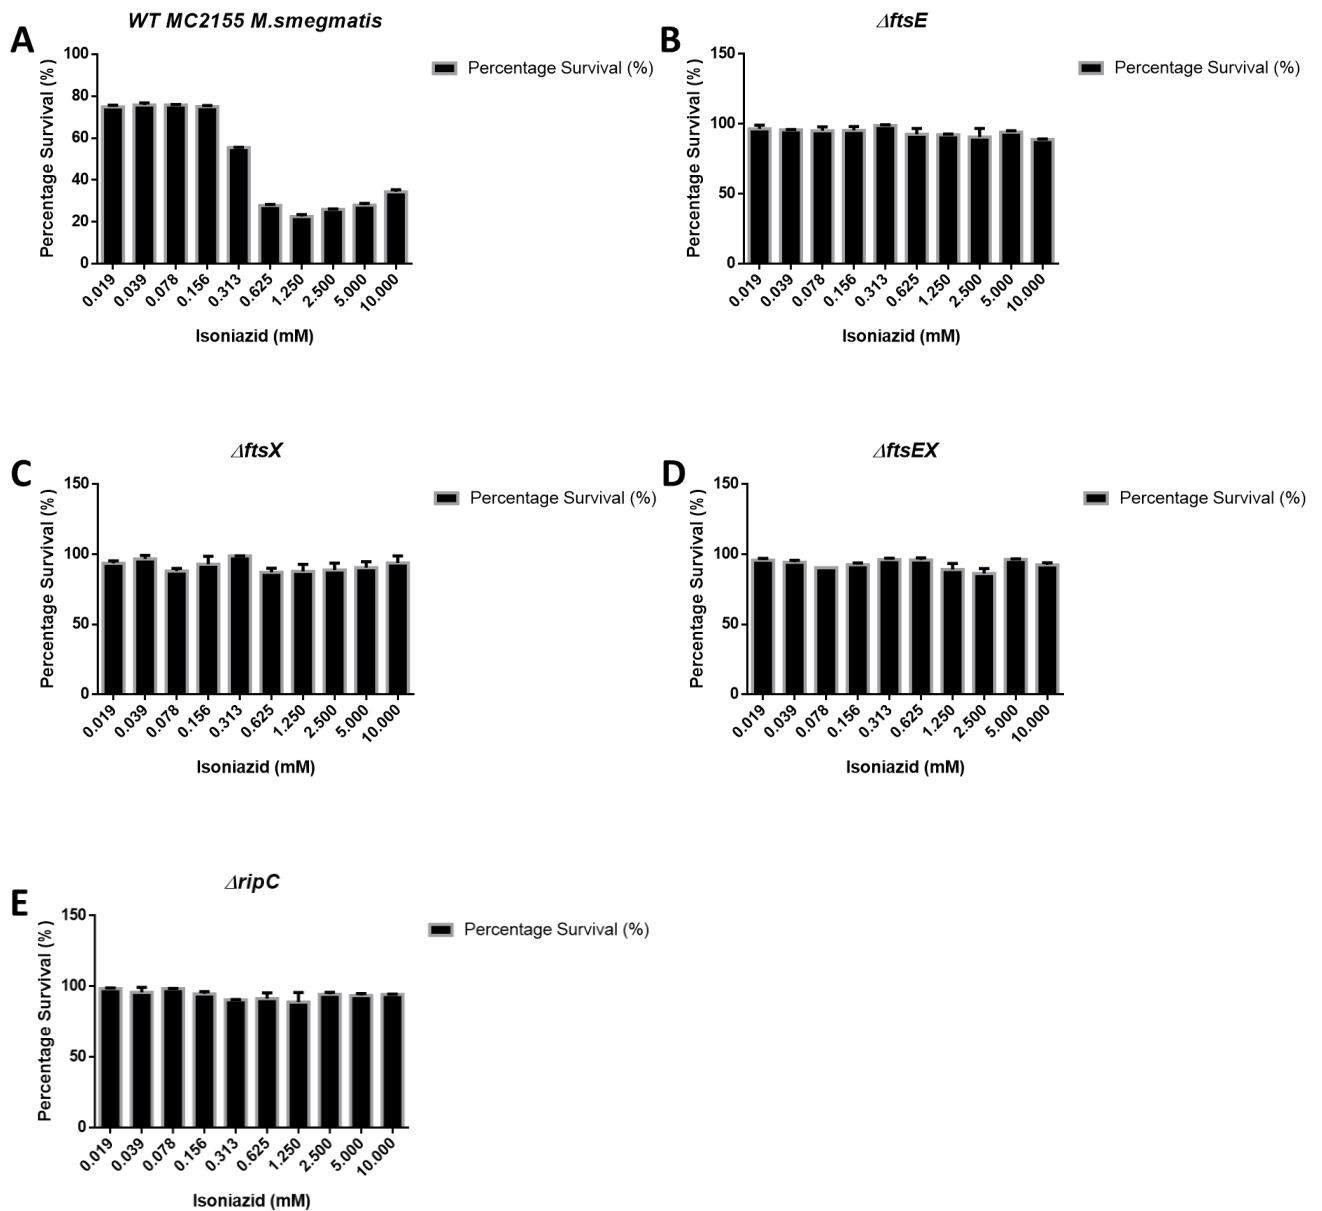 WT MC2155 M.smegmatis
A
Percentage Survival (%)
Percentage Survival (%)
100
80
60
40
20
0
0.019 0.039 0.078 0.156 0.313 0.625 1.250 2.500 5.000 10.000
Isoniazid (mM)
ΔftsE
B
Percentage Survival (%)
Percentage Survival (%)
150
100
50
0
0.019 0.039 0.078 0.156 0.313 0.625 1.250 2.500 5.000 10.000
Isoniazid (mM)
ΔftsX
C
Percentage Survival (%)
Percentage Survival (%)
150
100
50
0
0.019 0.039 0.078 0.156 0.313 0.625 1.250 2.500 5.000 10.000
Isoniazid (mM)
ΔftsEX
D
Percentage Survival (%)
Percentage Survival (%)
150
100
50
0
0.019 0.039 0.078 0.156 0.313 0.625 1.250 2.500 5.000 10.000
Isoniazid (mM)
ΔripC
E
Percentage Survival (%)
Percentage Survival (%)
150
100
50
0
0.019 0.039 0.078 0.156 0.313 0.625 1.250 2.500 5.000 10.000
Isoniazid (mM)